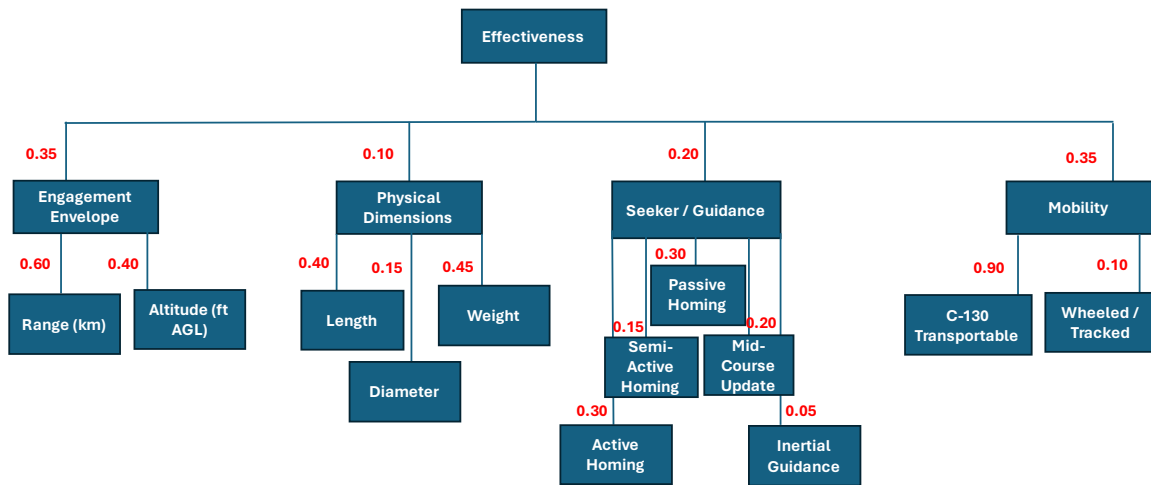 Effectiveness
0.35
0.10
0.20
0.35
Engagement
Envelope
Physical
Dimensions
Seeker / Guidance
Mobility
0.60
0.40
0.40
0.15
0.45
0.30
0.90
0.10
Range (km)
Altitude (ft
AGL)
Length
Weight
Passive
Homing
C-130
Transportable
Wheeled /
Tracked
0.15
0.20
Diameter
Semi-
Active
Homing
Mid-
Course
Update
0.30
0.05
Active
Homing
Inertial
Guidance